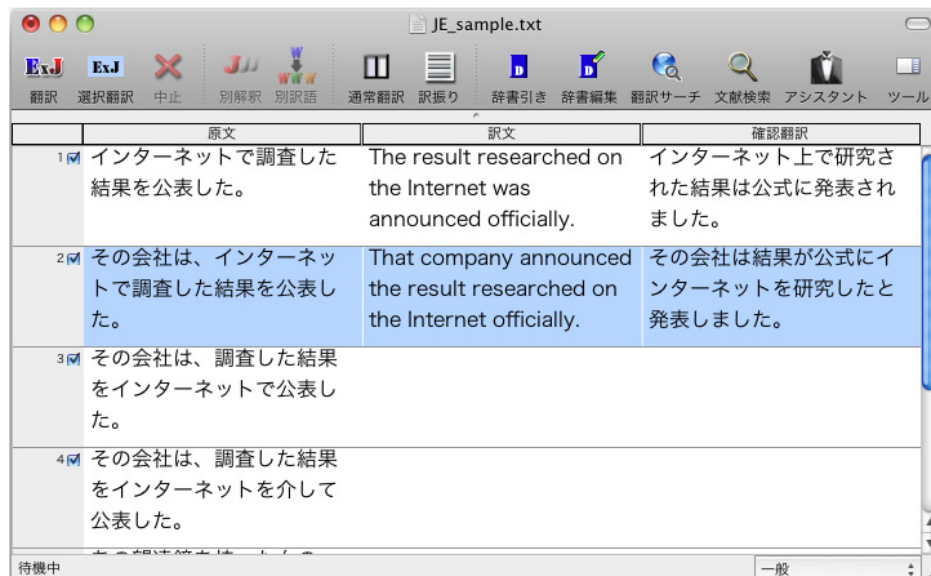 JE_sample.txt
ExJ ExJ
翻訳 選択翻訳 中止 別解釈 別訳語 通常翻訳 訳振り 辞書引き 辞書編集 翻訳サーチ 文献検索 アシスタント ツール
原文 訳文 確認翻訳
1 インターネットで調査した The result researched on インターネット上で研究さ
結果を公表した。 the Internet was れた結果は公式に発表され
announced officially. ました。
2 その会社は、インターネッ That company announced その会社は結果が公式にイ
トで調査した結果を公表し the result researched on ンターネットを研究したと
た。 the Internet officially. 発表しました。
3 その会社は、調査した結果
をインターネットで公表し
た。
4 その会社は、調査した結果
をインターネットを介して
公表した。
待機中 一般